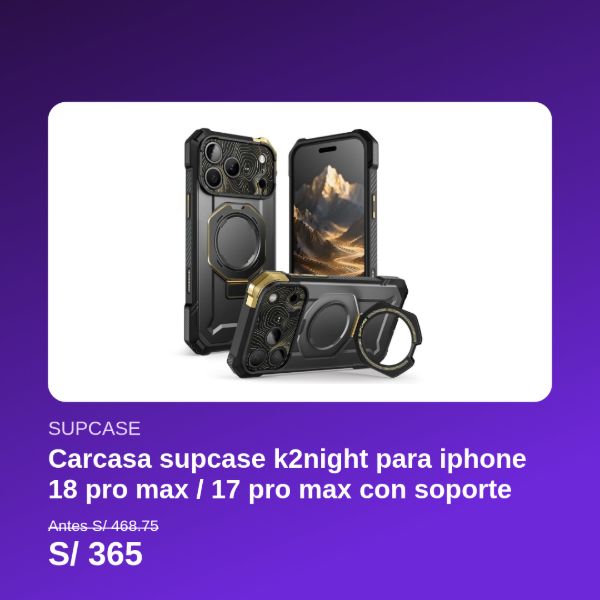 SUPCASE
Carcasa supcase k2night para iphone
18 pro max / 17 pro max con soporte
Antes S/ 468.75
S/ 365